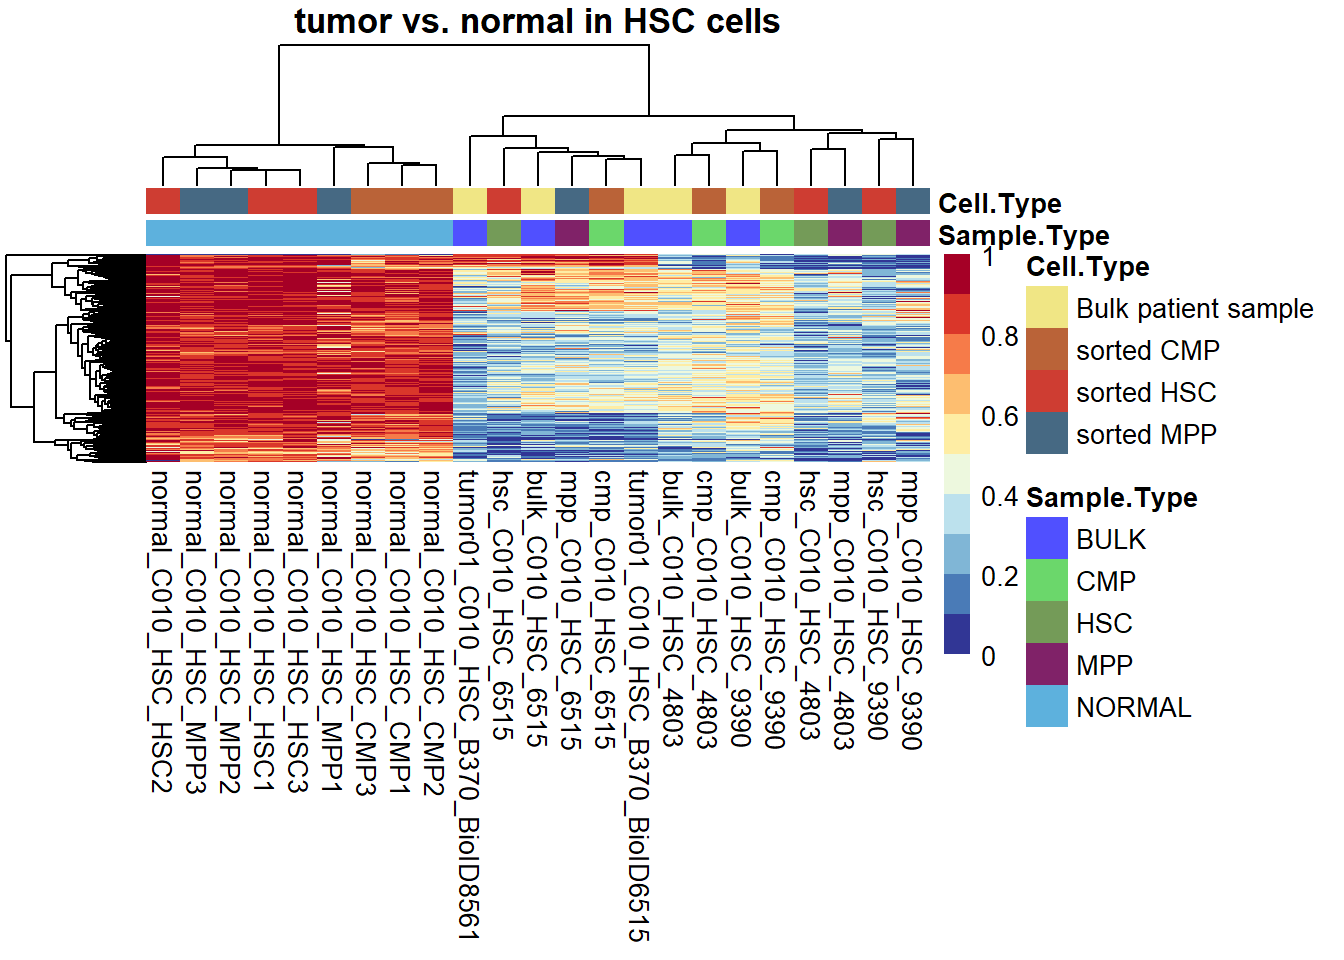 tumor vs. normal in HSC cells
Cell.Type
Sample.Type
1
0.8
0.6
0.4
0.2
0
Cell.Type
Bulk patient sample
sorted CMP
sorted HSC
sorted MPP
Sample.Type
BULK
CMP
HSC
MPP
NORMAL
normal_C010_HSC_HSC2
normal_C010_HSC_MPP3
normal_C010_HSC_MPP2
normal_C010_HSC_HSC1
normal_C010_HSC_HSC3
normal_C010_HSC_MPP1
normal_C010_HSC_CMP3
normal_C010_HSC_CMP1
normal_C010_HSC_CMP2
tumor01_C010_HSC_B370_BioID8561
hsc_C010_HSC_6515
bulk_C010_HSC_6515
mpp_C010_HSC_6515
cmp_C010_HSC_6515
tumor01_C010_HSC_B370_BioID6515
bulk_C010_HSC_4803
cmp_C010_HSC_4803
bulk_C010_HSC_9390
cmp_C010_HSC_9390
hsc_C010_HSC_4803
mpp_C010_HSC_4803
hsc_C010_HSC_9390
mpp_C010_HSC_9390